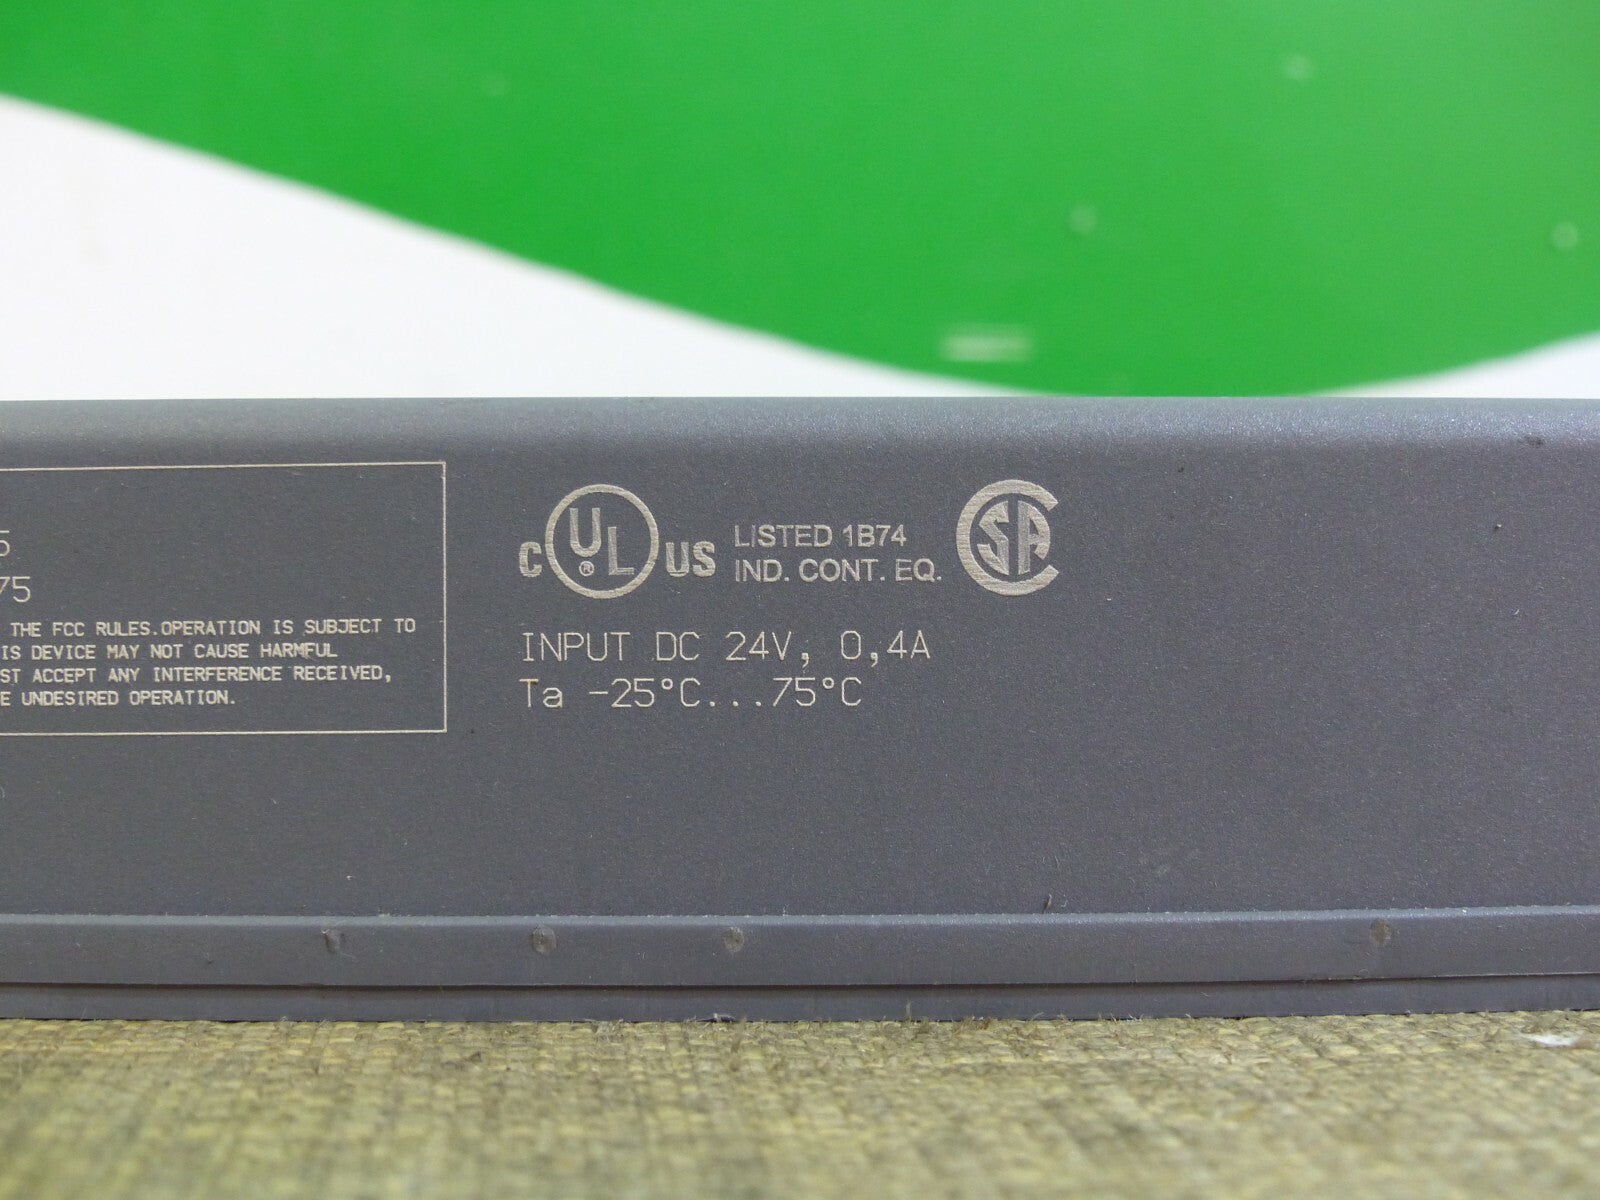 5
75
THE FCC RULES.OPERATION IS SUBJECT TO
IS DEVICE MAY NOT CAUSE HARMFUL
ST ACCEPT ANY INTERFERENCE RECEIVED,
E UNDESIRED OPERATION.
C UL ® US LISTED 1B74
IND. CONT. EQ.
SA
INPUT DC 24V, 0,4A
Ta -25°C...75°C